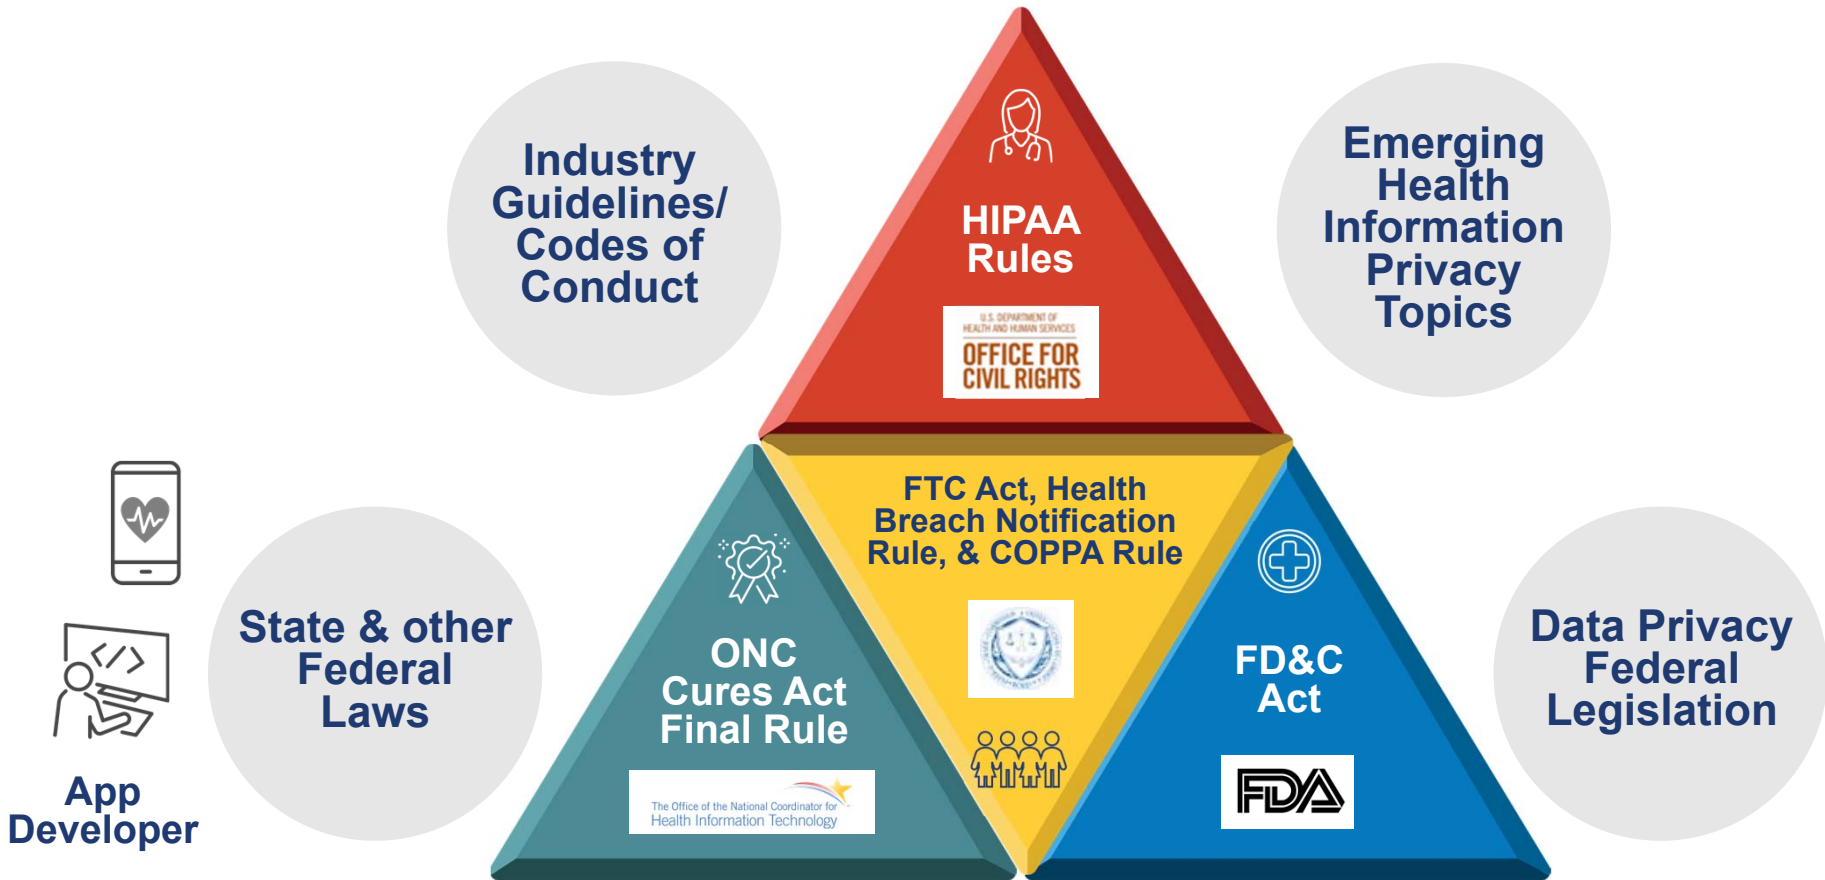 Industry
Guidelines/
Codes of
Conduct
HIPAA
Rules
U.S. DEPARTMENT OF
HEALTH AND HUMAN SERVICES
OFFICE FOR
CIVIL RIGHTS
Emerging
Health
Information
Privacy
Topics
App
Developer
</>
State & other
Federal
Laws
ONC
Cures Act
Final Rule
The Office of the National Coordinator for
Health Information Technology
FTC Act, Health
Breach Notification
Rule, & COPPA Rule
FD&C
Act
FDA
Data Privacy
Federal
Legislation